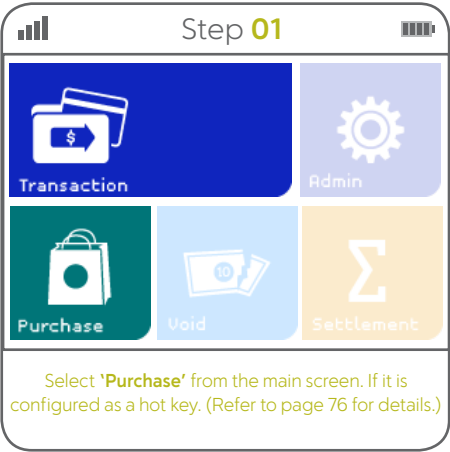 Step 01
$
Transaction
Admin
Purchase
10
Void
Σ
Settlement
Select 'Purchase' from the main screen. If it is
configured as a hot key. (Refer to page 76 for details.)